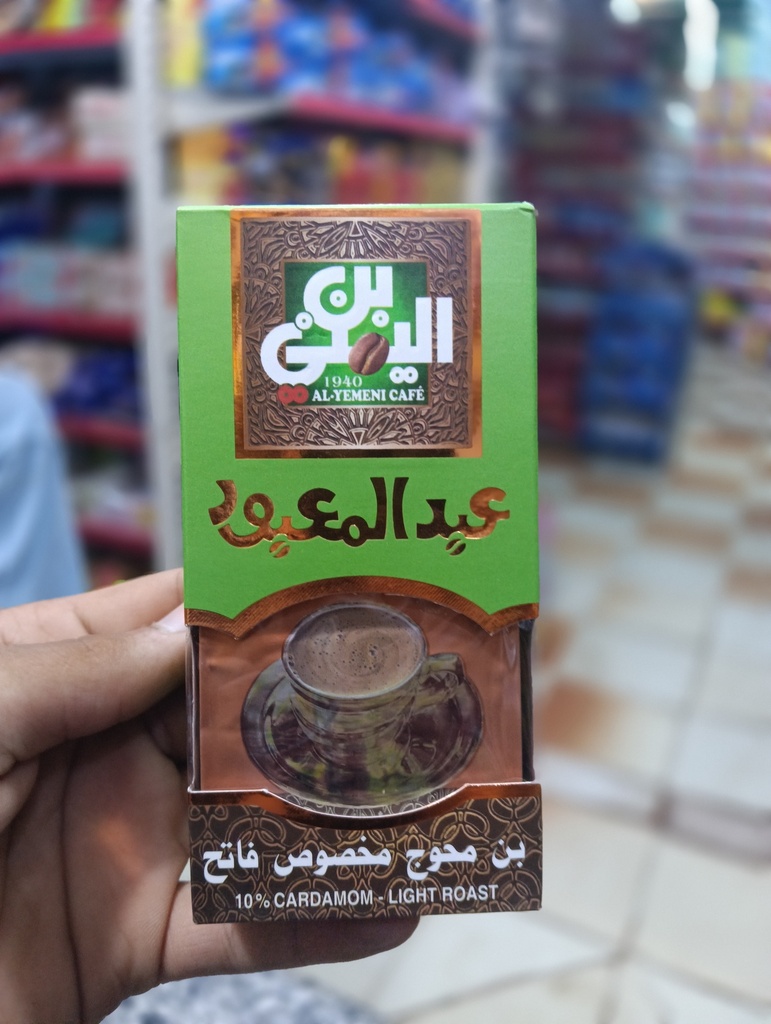 بن
اليمني
1940
AL-YEMENI CAFÉ
عبد المعبود
بن محوج مخصوص فاتح
10% CARDAMOM - LIGHT ROAST